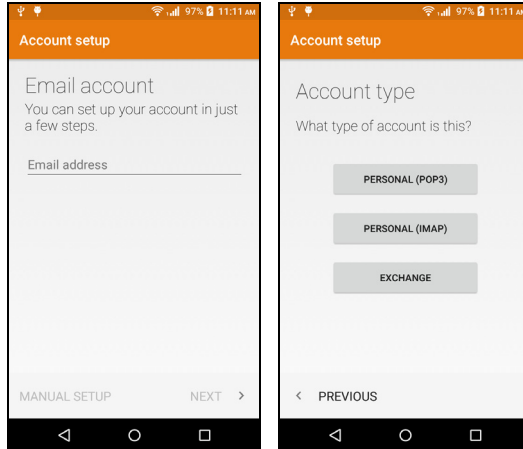 97% 11:11 AM
Account setup
Email account
You can set up your account in just
a few steps.
Email address
MANUAL SETUP NEXT
97% 11:11 AM
Account setup
Account type
What type of account is this?
PERSONAL (POP3)
PERSONAL (IMAP)
EXCHANGE
PREVIOUS